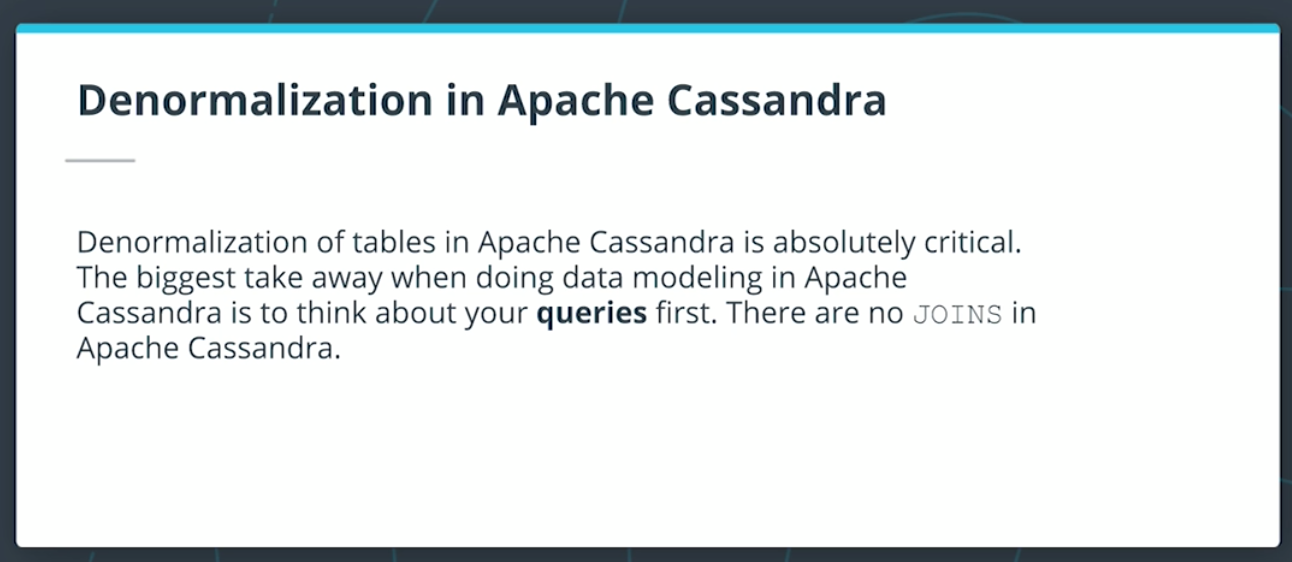 Denormalization in Apache Cassandra
Denormalization of tables in Apache Cassandra is absolutely critical.
The biggest take away when doing data modeling in Apache
Cassandra is to think about your queries first. There are no JOINS in
Apache Cassandra.